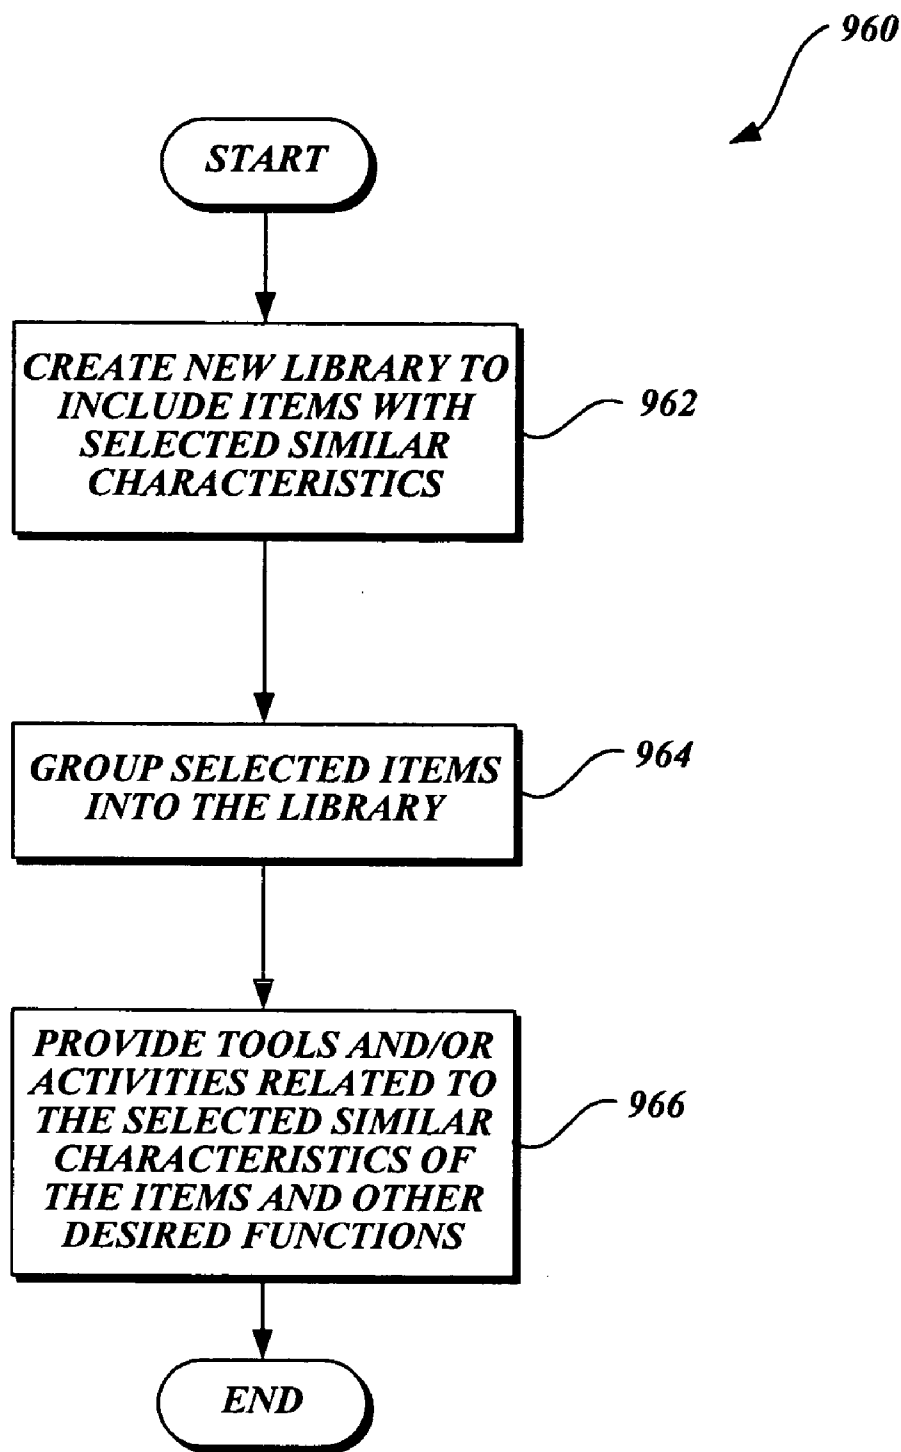 960
START
CREATE NEW LIBRARY TO
INCLUDE ITEMS WITH
SELECTED SIMILAR
CHARACTERISTICS
962
GROUP SELECTED ITEMS
INTO THE LIBRARY
964
PROVIDE TOOLS AND/OR
ACTIVITIES RELATED TO
THE SELECTED SIMILAR
CHARACTERISTICS OF
THE ITEMS AND OTHER
DESIRED FUNCTIONS
966
END